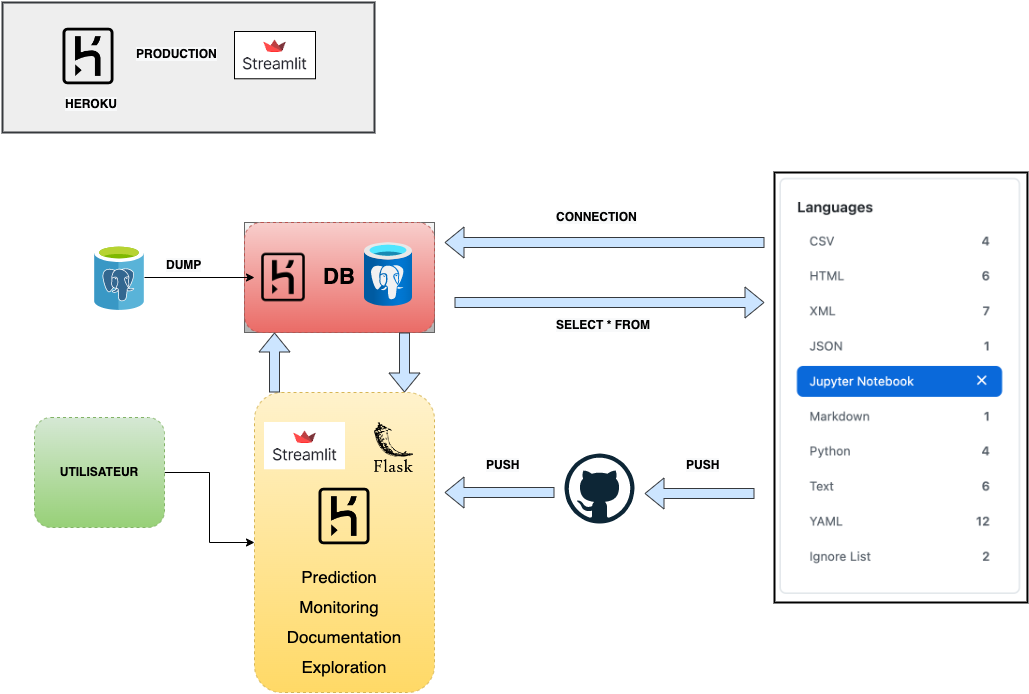 PRODUCTION
Streamlit
HEROKU
Languages
CSV 4
HTML 6
XML 7
JSON 1
Jupyter Notebook ✕
Markdown 1
Python 4
Text 6
YAML 12
Ignore List 2
CONNECTION
SELECT * FROM
DUMP
DB
UTILISATEUR
Streamlit
Flask
Prediction
Monitoring
Documentation
Exploration
PUSH
PUSH